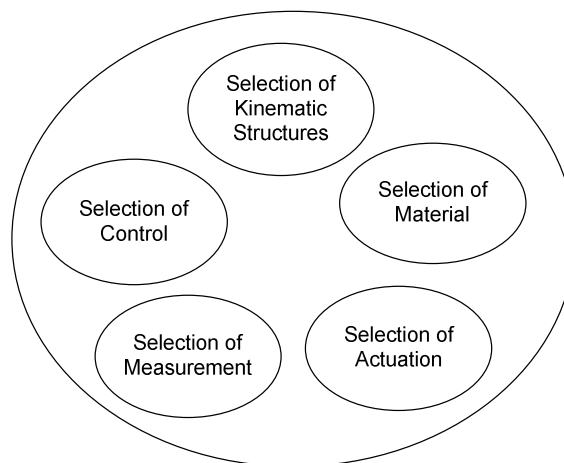 Selection of
Kinematic
Structures
Selection of
Material
Selection of
Control
Selection of
Measurement
Selection of
Actuation